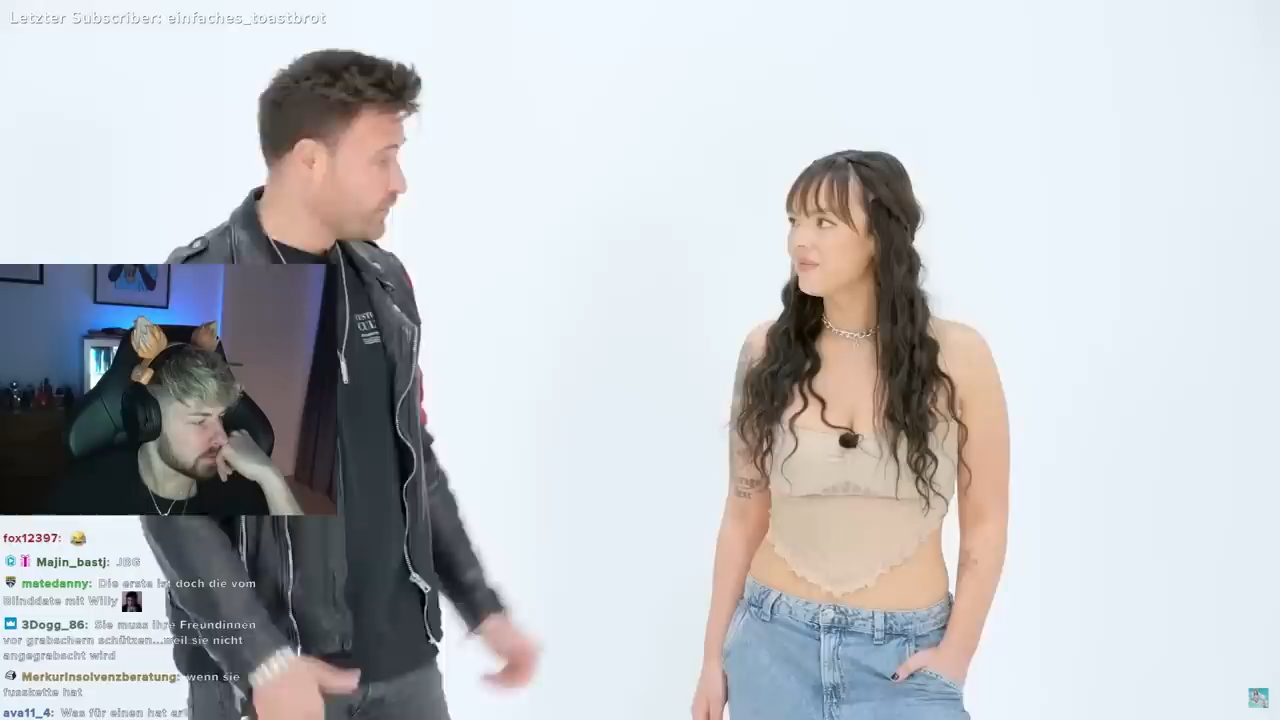 Letzter Subscriber: einfaches_toastbrot
CUL
fox12397:
Majin_bastj: JBG
matedanny: Die erste ist doch die vom
Blinddate mit Willy
3Dogg_86: Sie muss ihre Freundinnen
vor grabschern schützen...weil sie nicht
angegrabscht wird
MerkurInsolvenzberatung: wenn sie
fusskette hat
ava11_4: Was für einen hat er